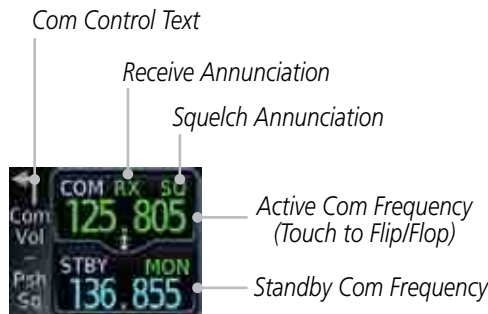 Com Control Text
Receive Annunciation
Squelch Annunciation
COM RX SQ
125.805
Com
Vol
Psh
Sq
STBY MON
136.855
Active Com Frequency
(Touch to Flip/Flop)
Standby Com Frequency